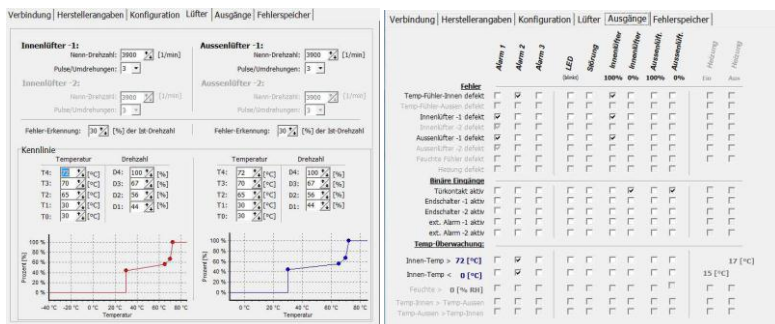 Verbindung Herstellerangaben Konfiguration Lüfter Ausgänge Fehlerspeicher
Innenlüfter -1:
Nenn-Drehzahl: 3900 [1/min]
Pulse/Umdrehungen: 3
Innenlüfter -2:
Nenn-Drehzahl: 3900 [1/min]
Pulse/Umdrehungen: 3
Fehler-Erkennung: 30 [%] der Ist-Drehzahl
Aussenlüfter -1:
Nenn-Drehzahl: 3900 [1/min]
Pulse/Umdrehungen: 3
Aussenlüfter -2:
Nenn-Drehzahl: 3900 [1/min]
Pulse/Umdrehungen: 3
Fehler-Erkennung: 30 [%] der Ist-Drehzahl
Kennlinie
Temperatur Drehzahl
T4: 72 [°C] D4: 100 [%]
T3: 70 [°C] D3: 67 [%]
T2: 65 [°C] D2: 56 [%]
T1: 30 [°C] D1: 44 [%]
T0: 30 [°C]
Temperatur Drehzahl
T4: 72 [°C] D4: 100 [%]
T3: 70 [°C] D3: 67 [%]
T2: 65 [°C] D2: 56 [%]
T1: 30 [°C] D1: 44 [%]
T0: 30 [°C]
Prozent [%]
100 %
80 %
60 %
40 %
20 %
0 %
-40 °C -20 °C 0 °C 20 °C 40 °C 60 °C 80 °C
Temperatur
Prozent [%]
100 %
80 %
60 %
40 %
20 %
0 %
0 °C 20 °C 40 °C 60 °C 80 °C
Temperatur
Verbindung Herstellerangaben Konfiguration Lüfter Ausgänge Fehlerspeicher
Alarm 1 Alarm 2 Alarm 3 LED Störung Innenlüfter Innenlüfter Aussenlüft. Aussenlüft. Heizung Heizung
100% 0% 100% 0% Ein Aus
Fehler
Temp-Fühler-Innen defekt
Temp-Fühler-Aussen defekt
Innenlüfter -1 defekt
Innenlüfter -2 defekt
Aussenlüfter -1 defekt
Aussenlüfter -2 defekt
Feuchte Fühler defekt
Heizung defekt
Binäre Eingänge
Türkontakt aktiv
Endschalter -1 aktiv
Endschalter -2 aktiv
ext. Alarm -1 aktiv
ext. Alarm -2 aktiv
Temp-Überwachung:
Innen-Temp > 72 [°C] 17 [°C]
Innen-Temp < 0 [°C] 15 [°C]
Feuchte > 0 [% RH]
Temp-Innen > Temp-Aussen
Temp-Aussen > Temp-Innen